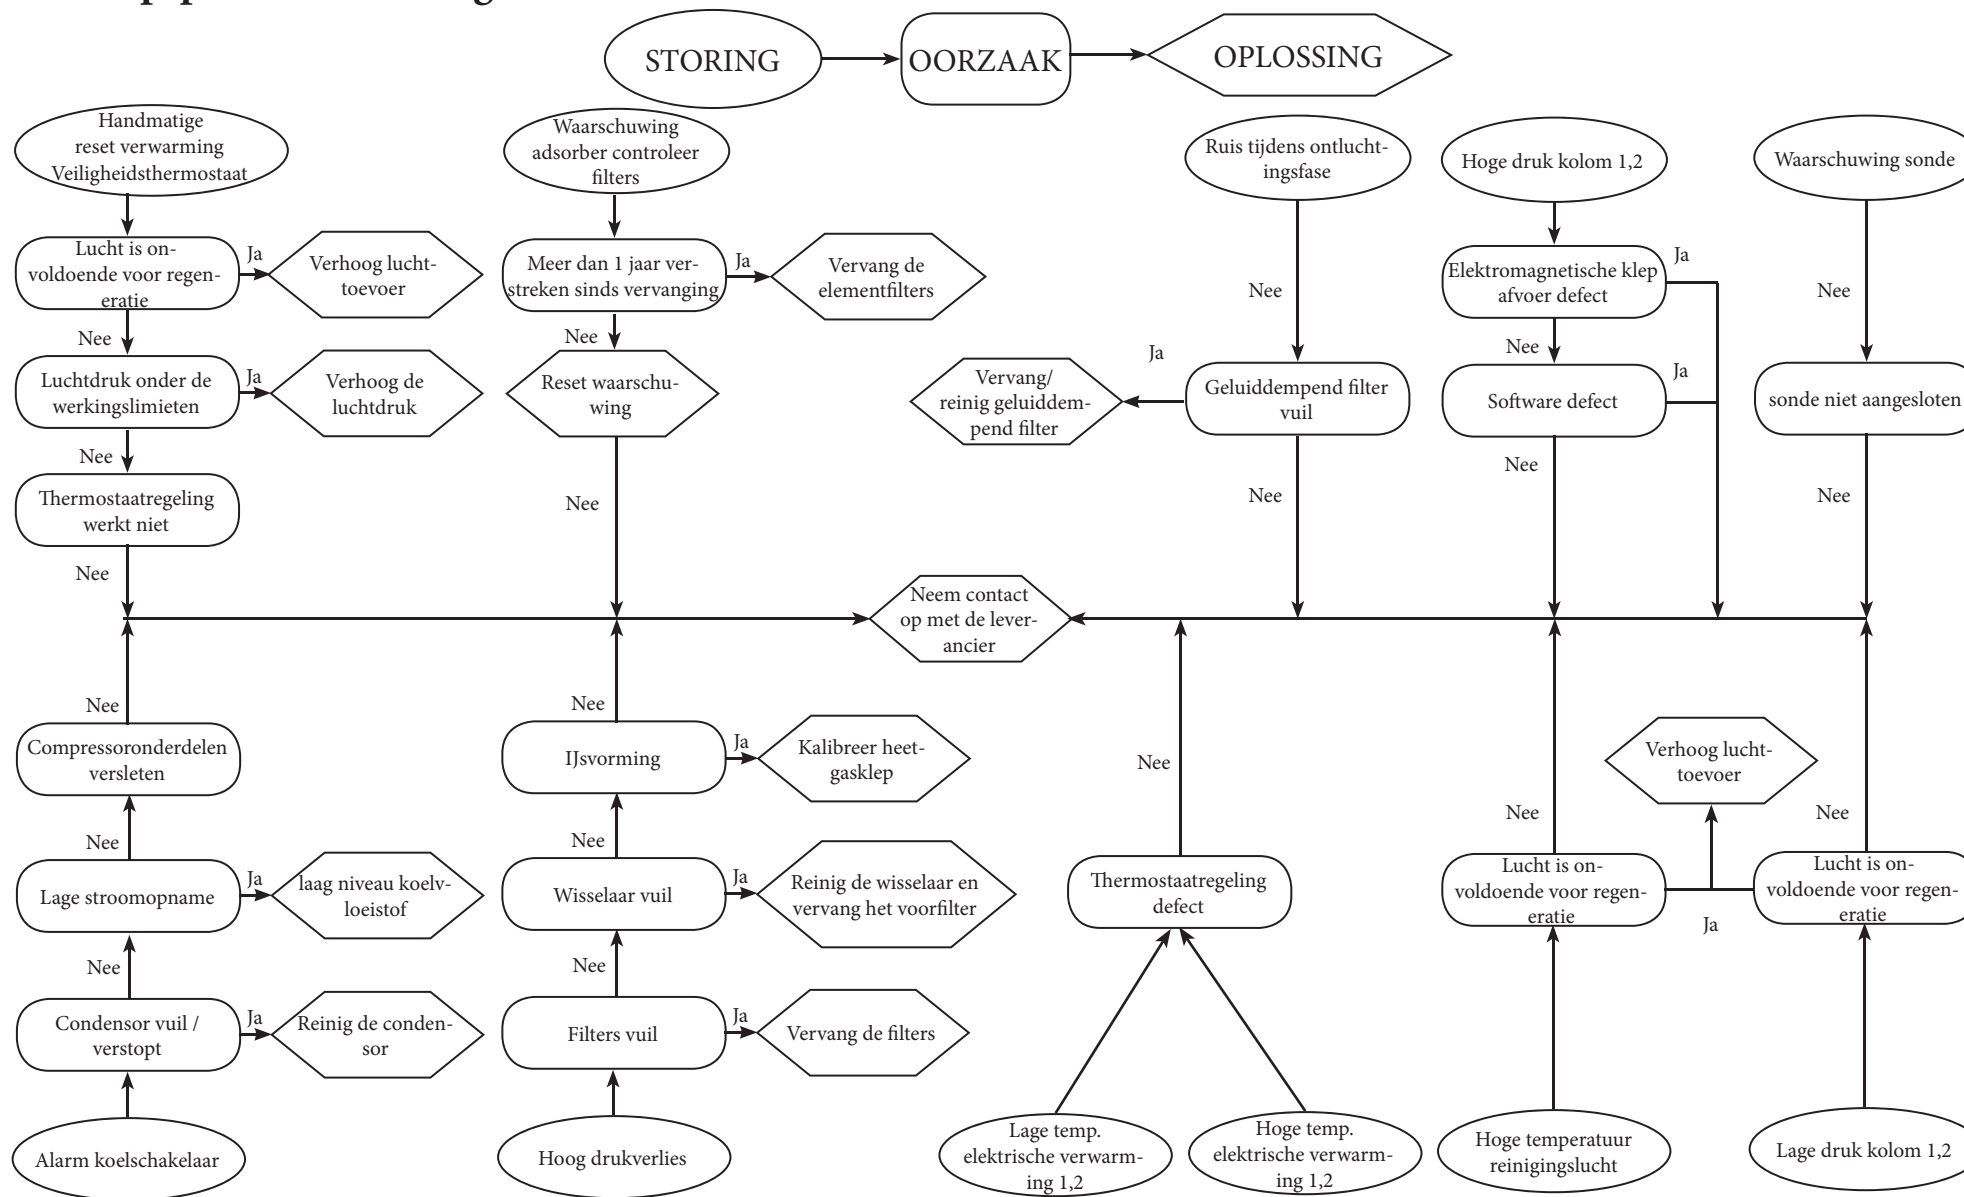 STORING
OORZAAK
OPLOSSING
Handmatige
reset verwarming
Veiligheidsthermostaat
Waarschuwing
adsorber controleer
filters
Ruis tijdens ontlucht-
ingsfase
Hoge druk kolom 1,2
Waarschuwing sonde
Lucht is on-
voldoende voor regen-
eratie
Ja
Verhoog lucht-
toevoer
Meer dan 1 jaar ver-
streken sinds vervanging
Ja
Vervang de
elementfilters
Nee
Elektromagnetische klep
afvoer defect
Ja
Nee
Nee
Nee
Nee
Luchtdruk onder de
werkingslimieten
Ja
Verhoog de
luchtdruk
Reset waarschu-
wing
Vervang/
reinig geluiddem-
pend filter
Ja
Geluiddempend filter
vuil
Software defect
Ja
sonde niet aangesloten
Nee
Nee
Thermostaatregeling
werkt niet
Nee
Nee
Nee
Nee
Neem contact
op met de lever-
ancier
Nee
Compressoronderdelen
versleten
Nee
IJsvorming
Ja
Kalibreer heet-
gasklep
Nee
Verhoog lucht-
toevoer
Nee
Nee
Nee
Nee
Lage stroomopname
Ja
laag niveau koelv-
loeistof
Wisselaar vuil
Ja
Reinig de wisselaar en
vervang het voorfilter
Thermostaatregeling
defect
Lucht is on-
voldoende voor regen-
eratie
Ja
Lucht is on-
voldoende voor regen-
eratie
Nee
Nee
Condensor vuil /
verstopt
Ja
Reinig de conden-
sor
Filters vuil
Ja
Vervang de filters
Alarm koelschakelaar
Hoog drukverlies
Lage temp.
elektrische verwarm-
ing 1,2
Hoge temp.
elektrische verwarm-
ing 1,2
Hoge temperatuur
reinigingslucht
Lage druk kolom 1,2